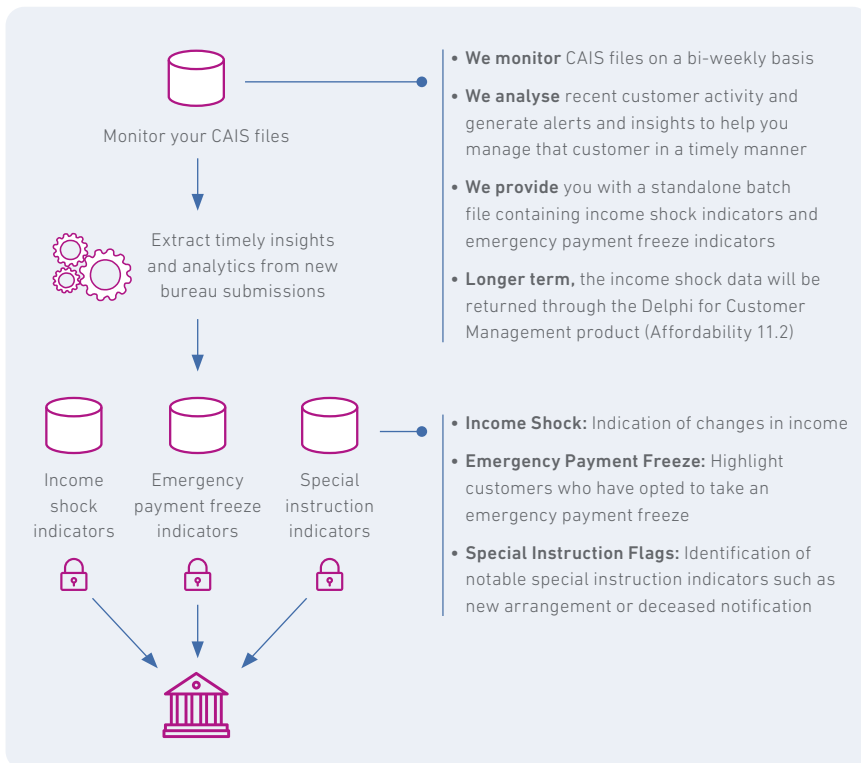 Monitor your CAIS files
• We monitor CAIS files on a bi-weekly basis
• We analyse recent customer activity and
generate alerts and insights to help you
manage that customer in a timely manner
• We provide you with a standalone batch
file containing income shock indicators and
emergency payment freeze indicators
• Longer term, the income shock data will be
returned through the Delphi for Customer
Management product (Affordability 11.2)
Extract timely insights
and analytics from new
bureau submissions
Income
shock
indicators
Emergency
payment freeze
indicators
Special
instruction
indicators
• Income Shock: Indication of changes in income
• Emergency Payment Freeze: Highlight
customers who have opted to take an
emergency payment freeze
• Special Instruction Flags: Identification of
notable special instruction indicators such as
new arrangement or deceased notification